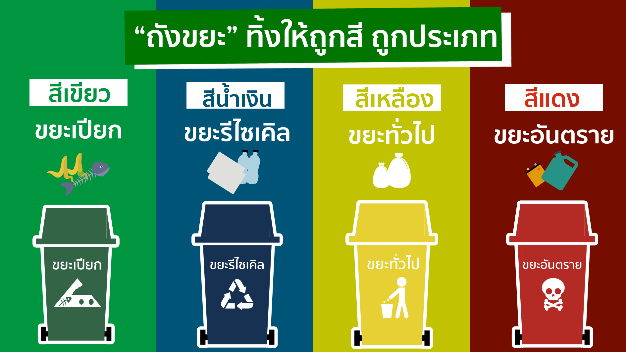 “ถังขยะ” ทิ้งให้ถูกสี ถูกประเภท
สีเขียว
ขยะเปียก
ขยะเปียก
สีน้ำเงิน
ขยะรีไซเคิล
ขยะรีไซเคิล
สีเหลือง
ขยะทั่วไป
ขยะทั่วไป
สีแดง
ขยะอันตราย
ขยะอันตราย